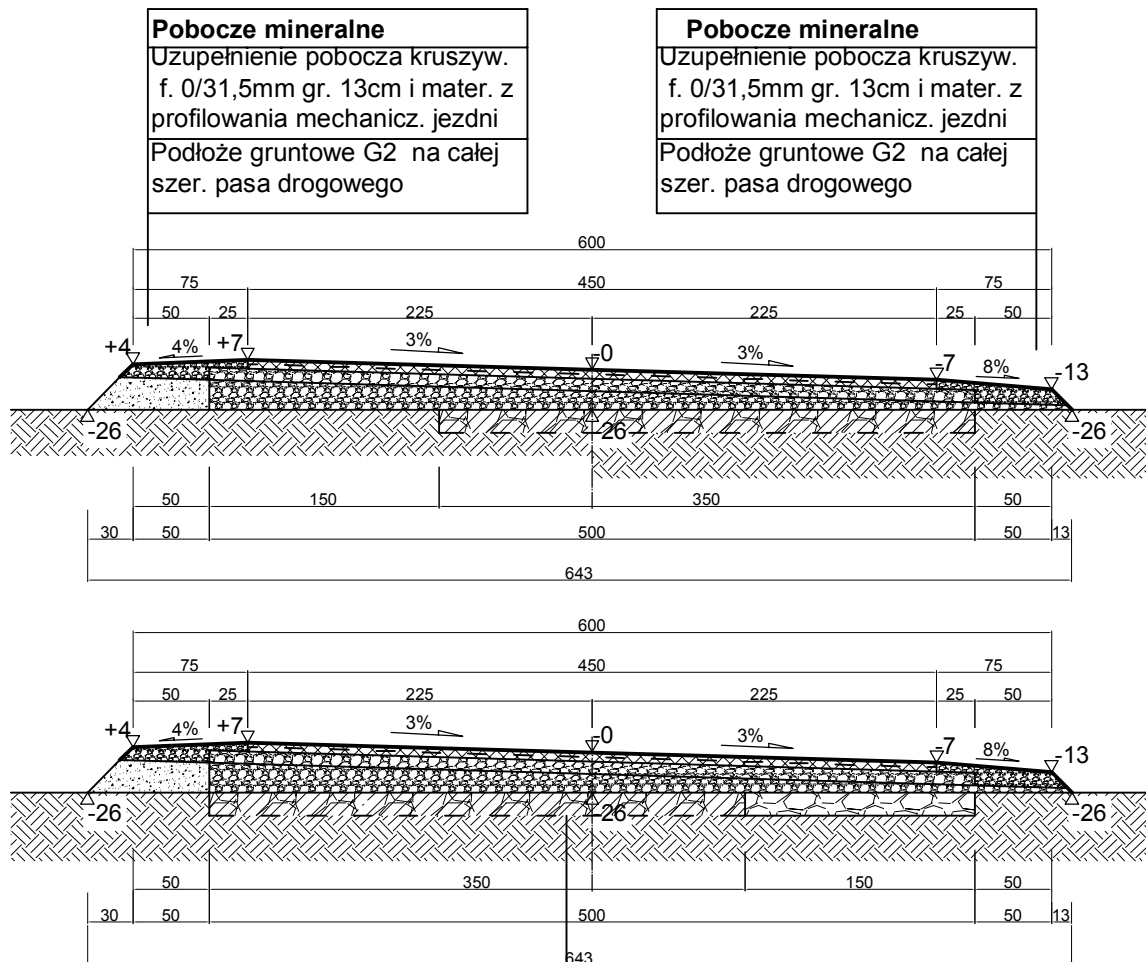 Pobocze mineralne
Uzupełnienie pobocza kruszyw.
f. 0/31,5mm gr. 13cm i mater. z
profilowania mechanicz. jezdni
Podłoże gruntowe G2 na całej
szer. pasa drogowego
Pobocze mineralne
Uzupełnienie pobocza kruszyw.
f. 0/31,5mm gr. 13cm i mater. z
profilowania mechanicz. jezdni
Podłoże gruntowe G2 na całej
szer. pasa drogowego
600
75 450 75
50 25 225 225 25 50
+4 4% +7 3% -0 3% -7 8% -13
-26 -26 -26
50 150 350 50
30 50 500 50 13
643
600
75 450 75
50 25 225 225 25 50
+4 4% +7 3% -0 3% -7 8% -13
-26 -26 -26
50 350 150 50
30 50 500 50 13
643